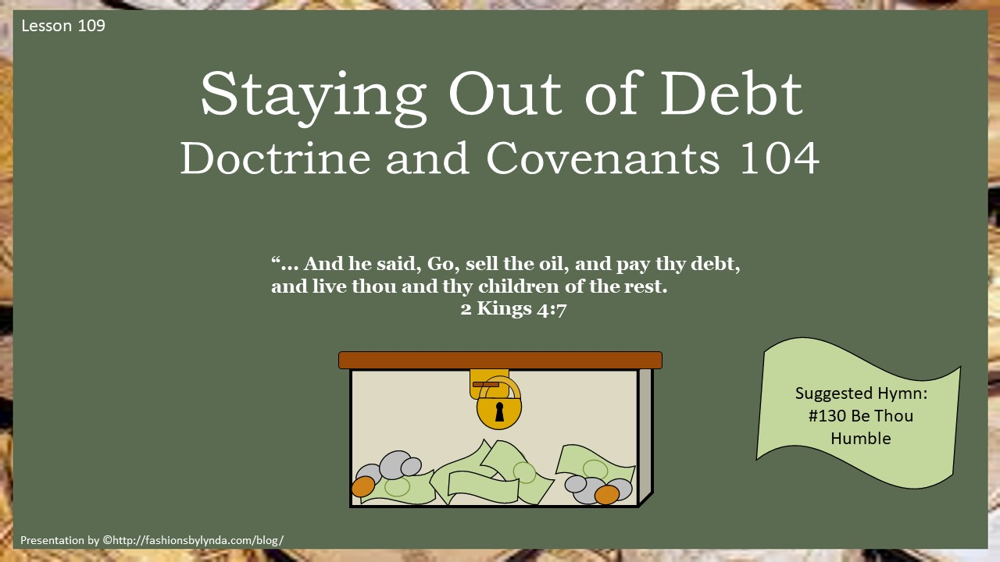 Lesson 109
Staying Out of Debt
Doctrine and Covenants 104
“… And he said, Go, sell the oil, and pay thy debt,
and live thou and thy children of the rest.
2 Kings 4:7
Suggested Hymn:
#130 Be Thou
Humble
Presentation by ©http://fashionsbylynda.com/blog/